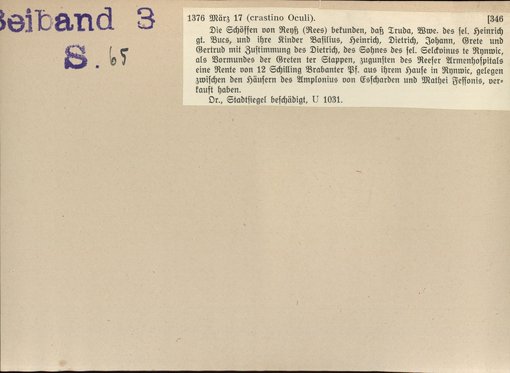 Beiband 3
S. 65
1376 März 17 (crastino Oculi). [346
Die Schöffen von Reyß (Rees) bekunden, daß Truda, Wwe. des sel. Heinrich
gt. Bucs, und ihre Kinder Basilius, Heinrich, Dietrich, Johann, Grete und
Gertrud mit Zustimmung des Dietrich, des Sohnes des sel. Selckvinus te Rynwic,
als Vormundes der Greten ter Stappen, zugunsten des Reeser Armenhospitals
eine Rente von 12 Schilling Brabanter Pf. aus ihrem Hause in Rynwic, gelegen
zwischen den Häusern des Amplonius von Esscharden und Mathei Fessonis, ver-
kauft haben.
Or., Stadtsiegel beschädigt, U 1031.